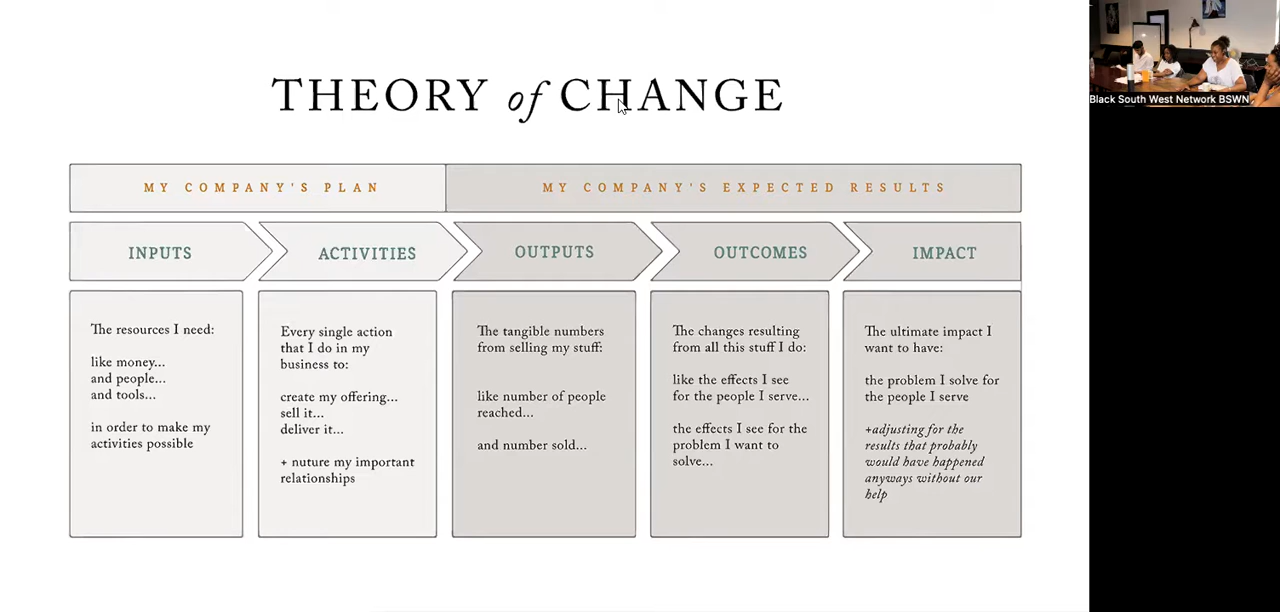 THEORY of CHANGE
Black South West Network BSWN
MY COMPANY'S PLAN
MY COMPANY'S EXPECTED RESULTS
INPUTS
ACTIVITIES
OUTPUTS
OUTCOMES
IMPACT
The resources I need:
like money...
and people...
and tools...
in order to make my
activities possible
Every single action
that I do in my
business to:
create my offering...
sell it...
deliver it...
+ nuture my important
relationships
The tangible numbers
from selling my stuff:
like number of people
reached...
and number sold...
The changes resulting
from all this stuff I do:
like the effects I see
for the people I serve...
the effects I see for the
problem I want to
solve...
The ultimate impact I
want to have:
the problem I solve for
the people I serve
+adjusting for the
results that probably
would have happened
anyways without our
help